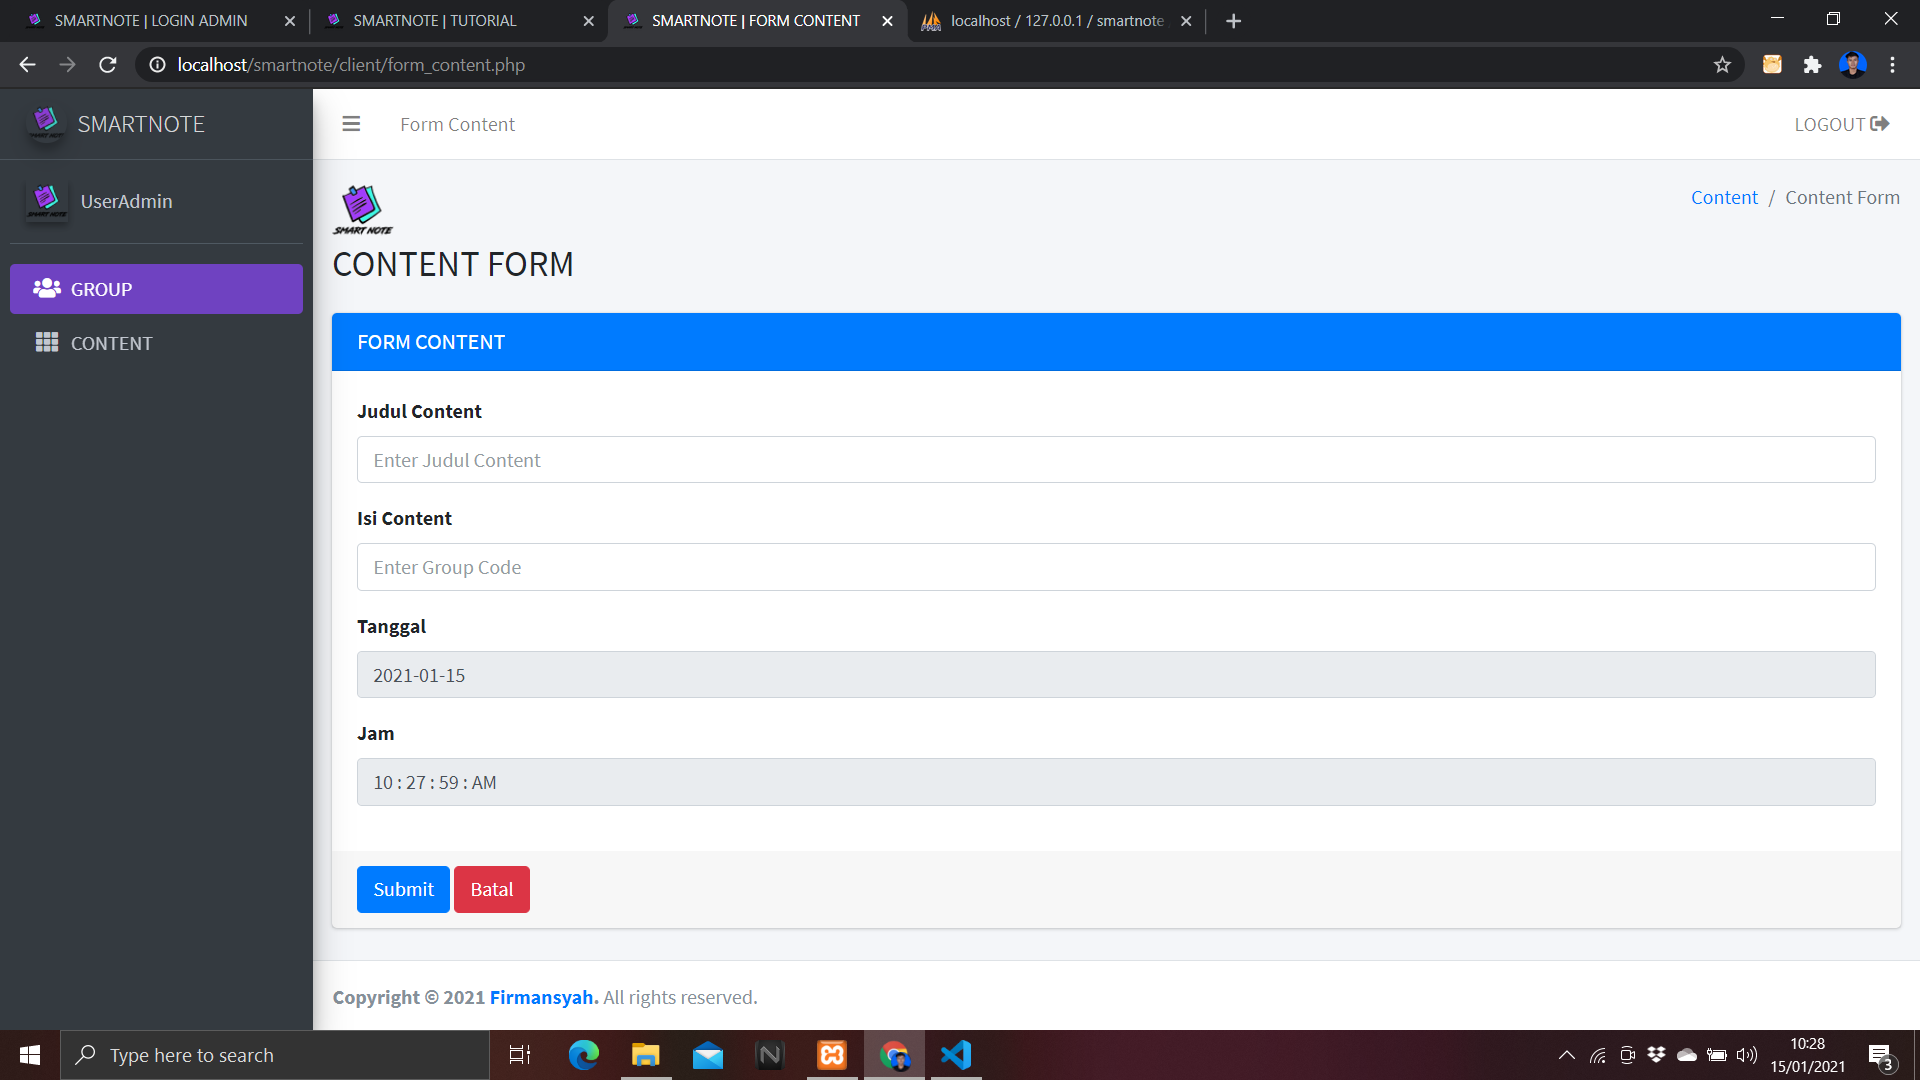 SMARTNOTE | LOGIN ADMIN
SMARTNOTE | TUTORIAL
SMARTNOTE | FORM CONTENT
localhost / 127.0.0.1 / smartnote
localhost/smartnote/client/form_content.php
SMARTNOTE
Form Content
LOGOUT
UserAdmin
SMART NOTE
Content / Content Form
CONTENT FORM
GROUP
CONTENT
FORM CONTENT
Judul Content
Enter Judul Content
Isi Content
Enter Group Code
Tanggal
2021-01-15
Jam
10 : 27 : 59 : AM
Submit
Batal
Copyright © 2021 Firmansyah. All rights reserved.
Type here to search
10:28
15/01/2021
3